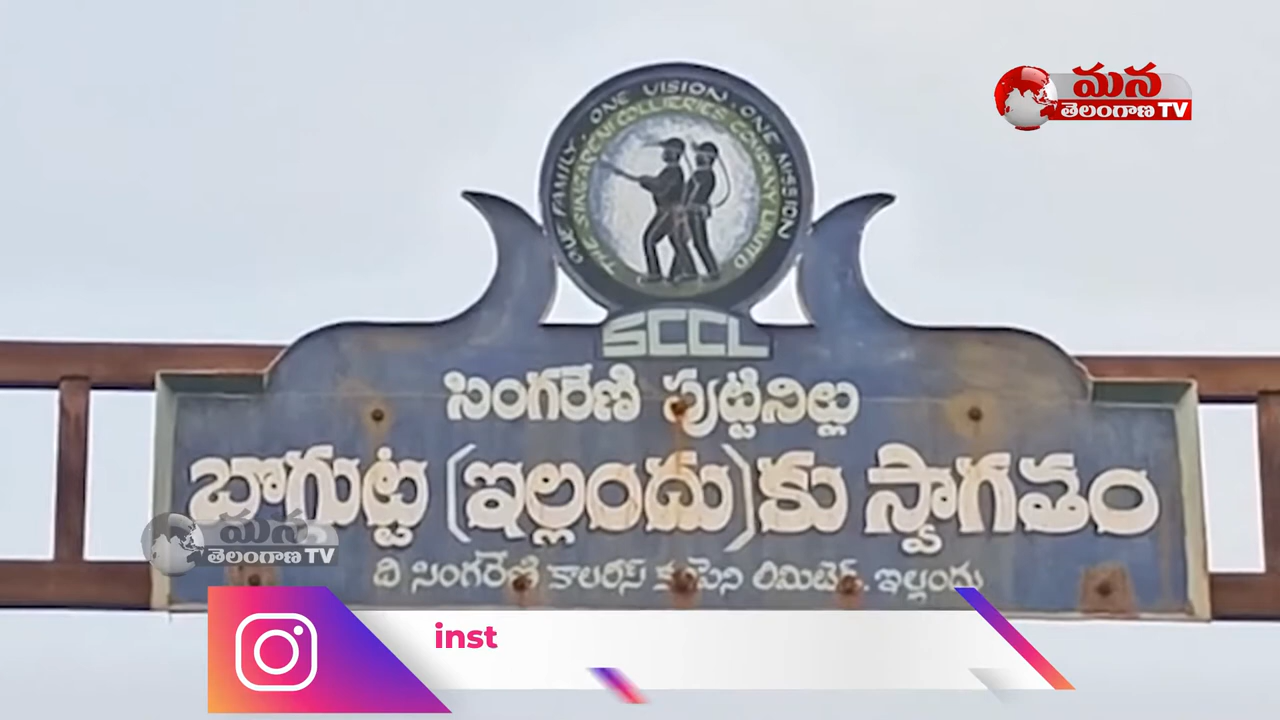 మన
తెలంగాణ TV
ONE FAMILY · ONE VISION · ONE MISSION
THE SINGARENI COLLIERIES COMPANY LIMITED
SCCL
సింగరేణి పుట్టినిల్లు
బొగుట్ట (ఇల్లందు)కు స్వాగతం
మన
తెలంగాణ TV
ది సింగరేణి కాలరీస్ కంపెని లిమిటెడ్. ఇల్లందు
inst